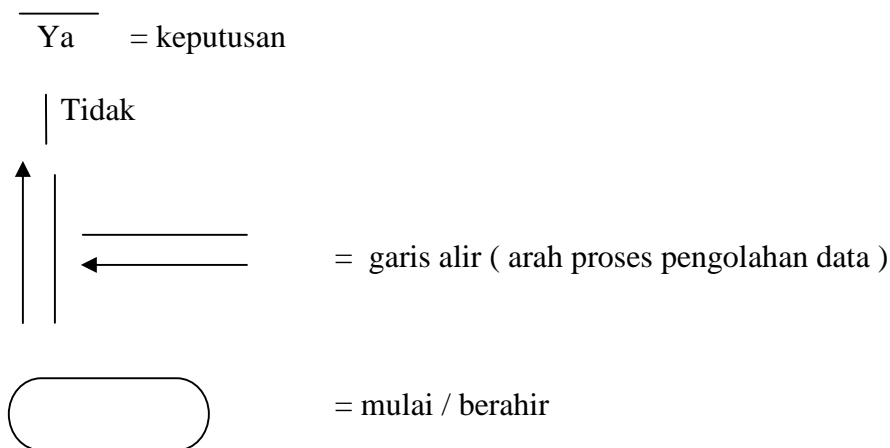 Ya = keputusan
Tidak
= garis alir ( arah proses pengolahan data )
= mulai / berahir